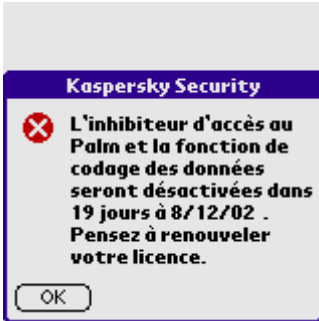 Kaspersky Security
L'inhibiteur d'accès au
Palm et la fonction de
codage des données
seront désactivées dans
19 jours à 8/12/02 .
Pensez à renouveler
votre licence.
OK